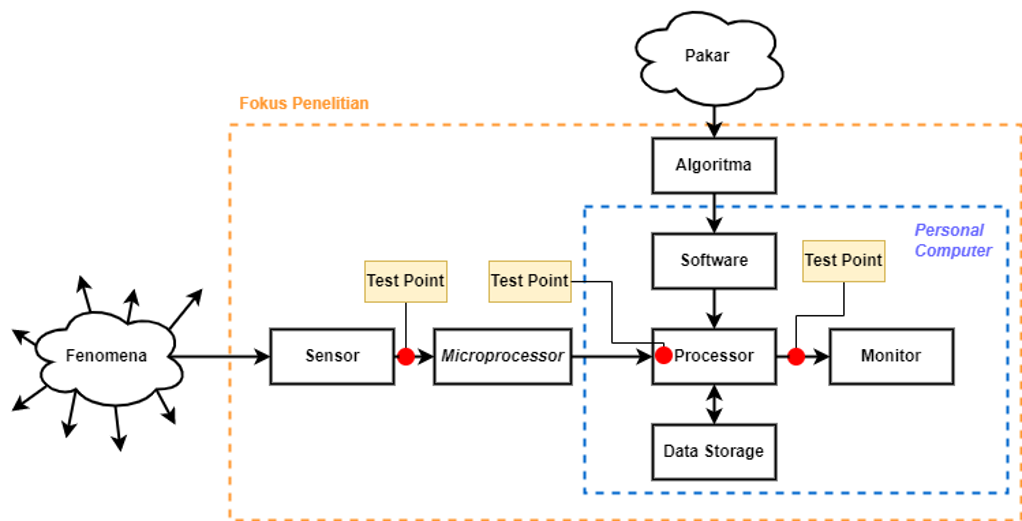 Pakar
Fokus Penelitian
Algoritma
Personal
Computer
Software
Test Point
Test Point
Test Point
Fenomena
Sensor
Microprocessor
Processor
Monitor
Data Storage